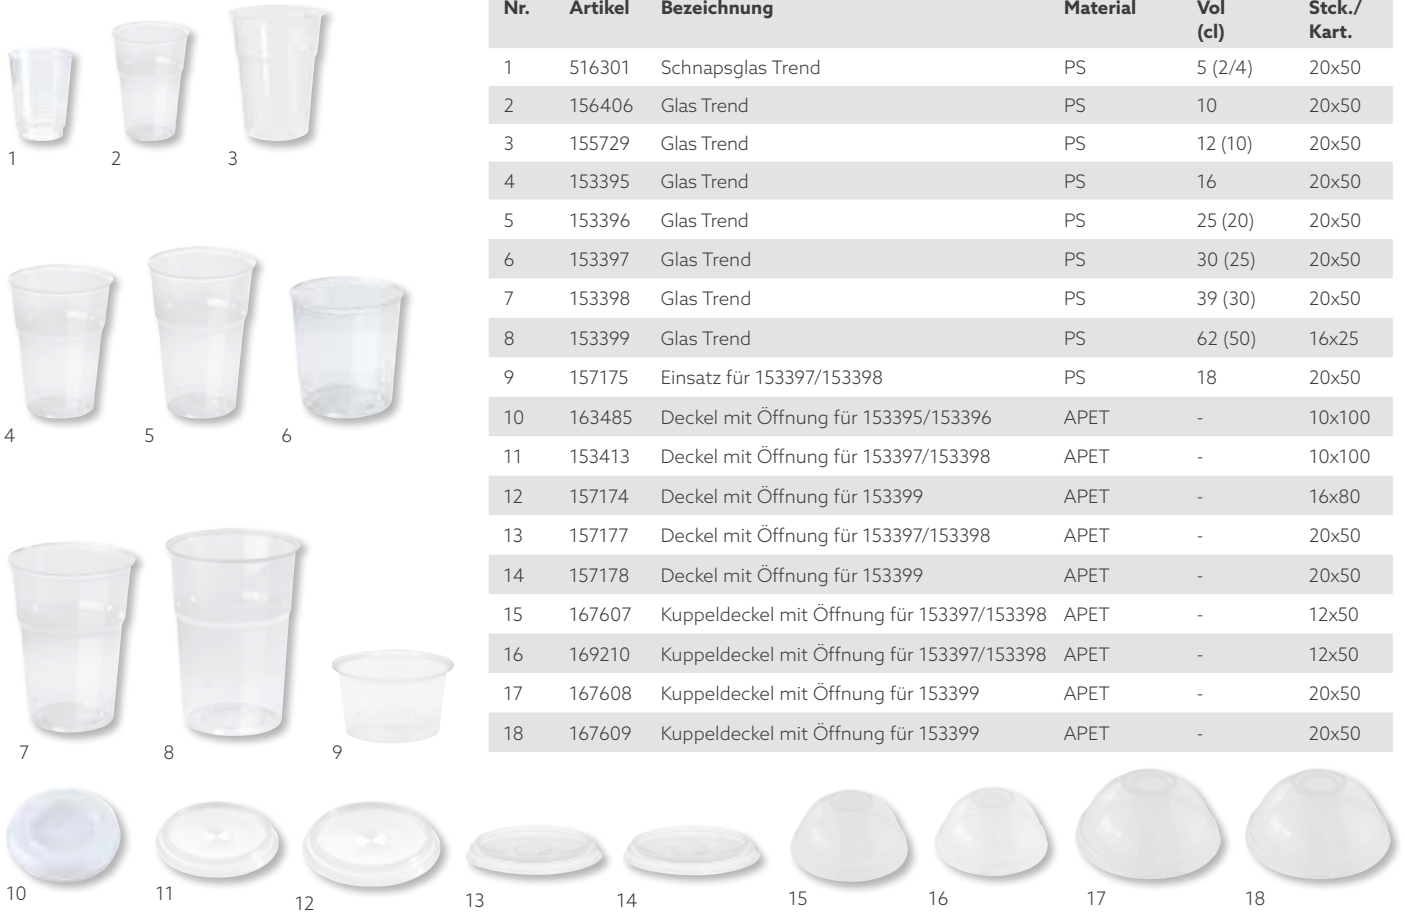 Nr. Artikel Bezeichnung Material Vol (cl) Stck./ Kart.
1 516301 Schnapsglas Trend PS 5 (2/4) 20x50
2 156406 Glas Trend PS 10 20x50
3 155729 Glas Trend PS 12 (10) 20x50
4 153395 Glas Trend PS 16 20x50
5 153396 Glas Trend PS 25 (20) 20x50
6 153397 Glas Trend PS 30 (25) 20x50
7 153398 Glas Trend PS 39 (30) 20x50
8 153399 Glas Trend PS 62 (50) 16x25
9 157175 Einsatz für 153397/153398 PS 18 20x50
10 163485 Deckel mit Öffnung für 153395/153396 APET - 10x100
11 153413 Deckel mit Öffnung für 153397/153398 APET - 10x100
12 157174 Deckel mit Öffnung für 153399 APET - 16x80
13 157177 Deckel mit Öffnung für 153397/153398 APET - 20x50
14 157178 Deckel mit Öffnung für 153399 APET - 20x50
15 167607 Kuppeldeckel mit Öffnung für 153397/153398 APET - 12x50
16 169210 Kuppeldeckel mit Öffnung für 153397/153398 APET - 12x50
17 167608 Kuppeldeckel mit Öffnung für 153399 APET - 20x50
18 167609 Kuppeldeckel mit Öffnung für 153399 APET - 20x50
1 2 3
4 5 6
7 8 9
10 11 12 13 14 15 16 17 18